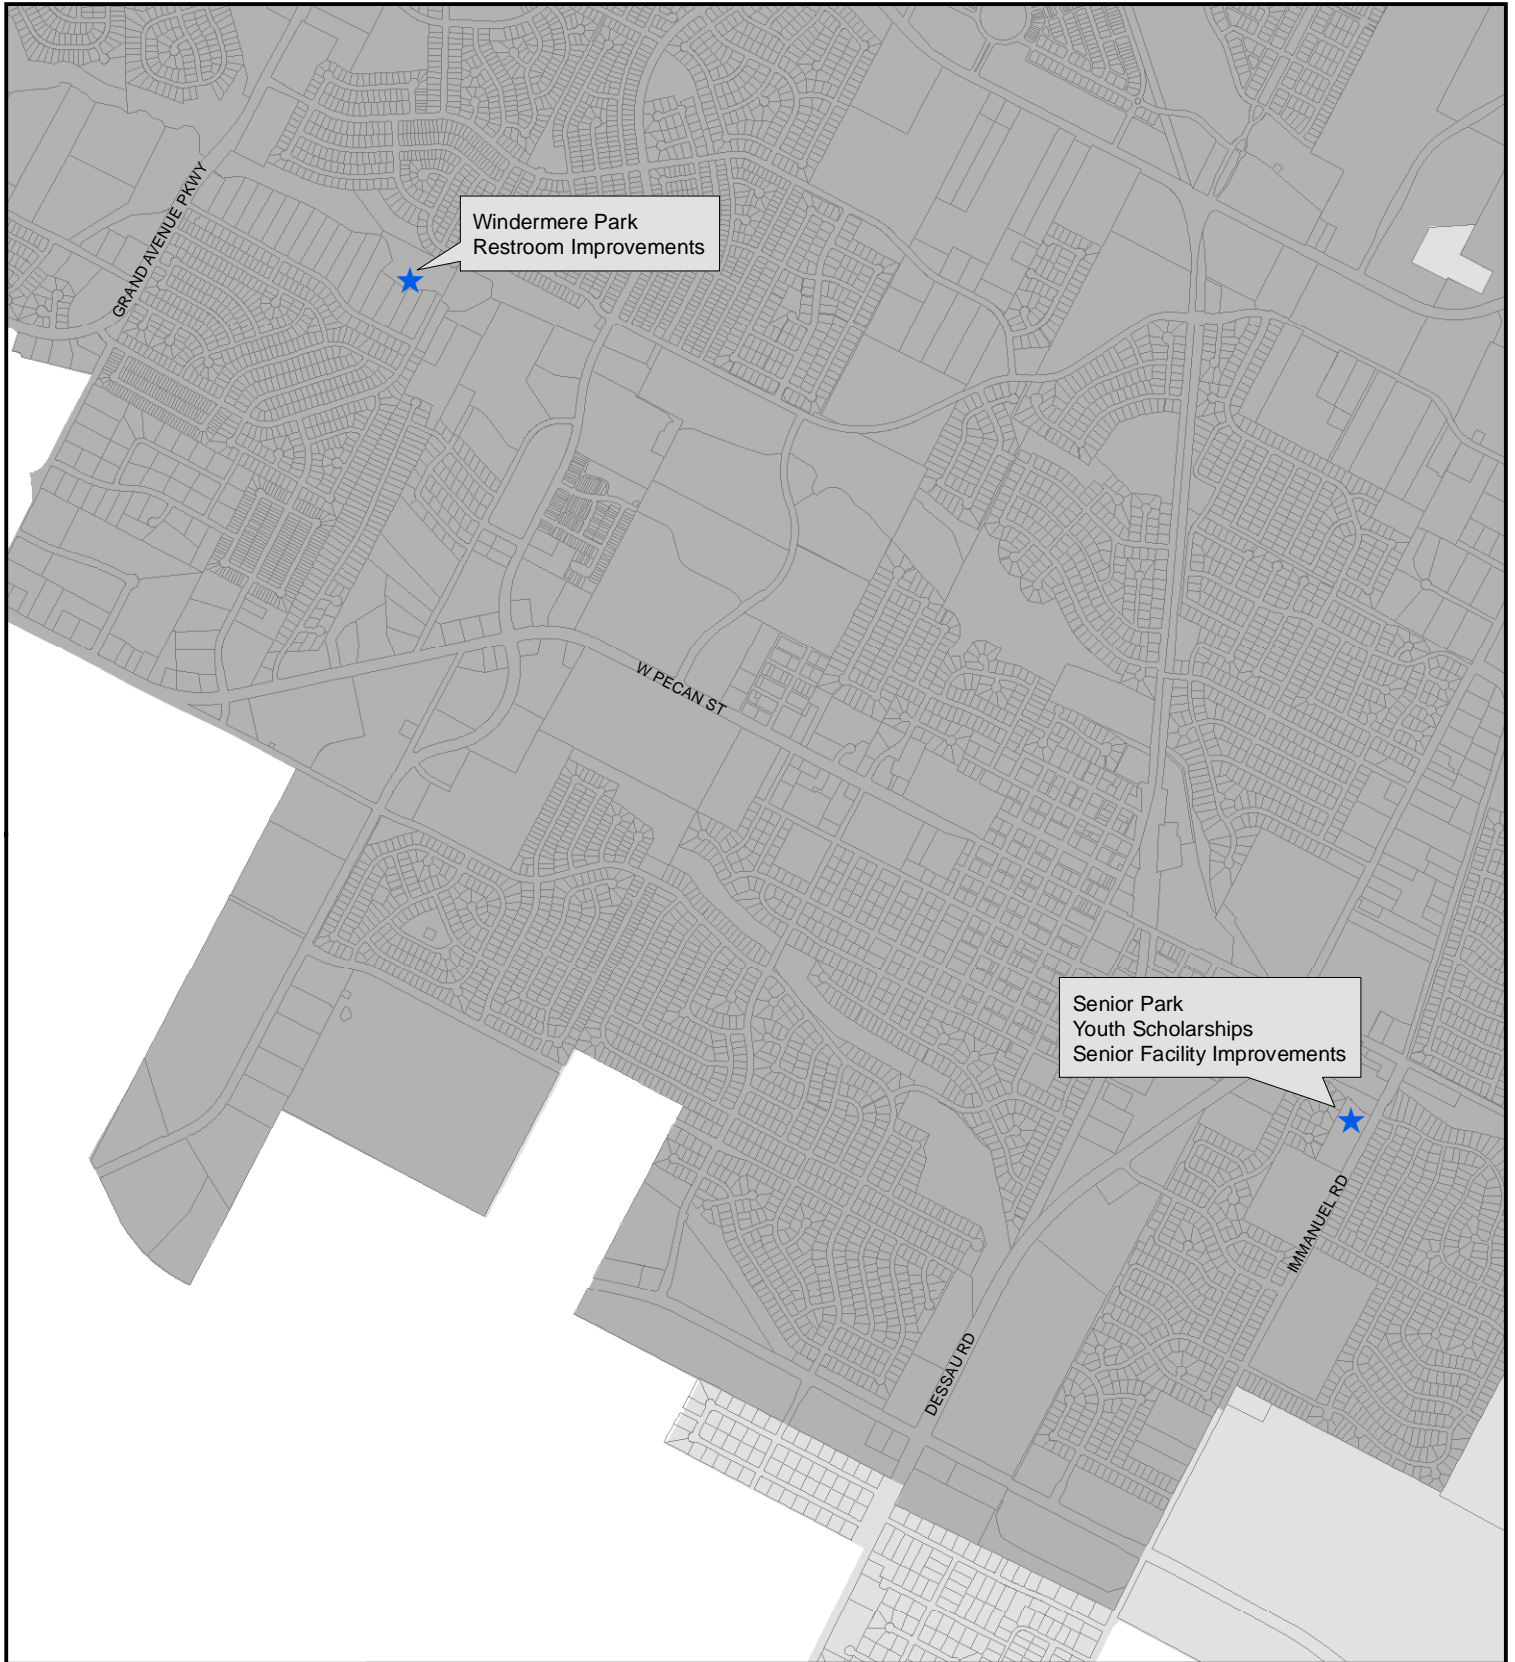 GRAND AVENUE PKWY
Windermere Park
Restroom Improvements
W PECAN ST
Senior Park
Youth Scholarships
Senior Facility Improvements
IMMANUEL RD
DESSAU RD